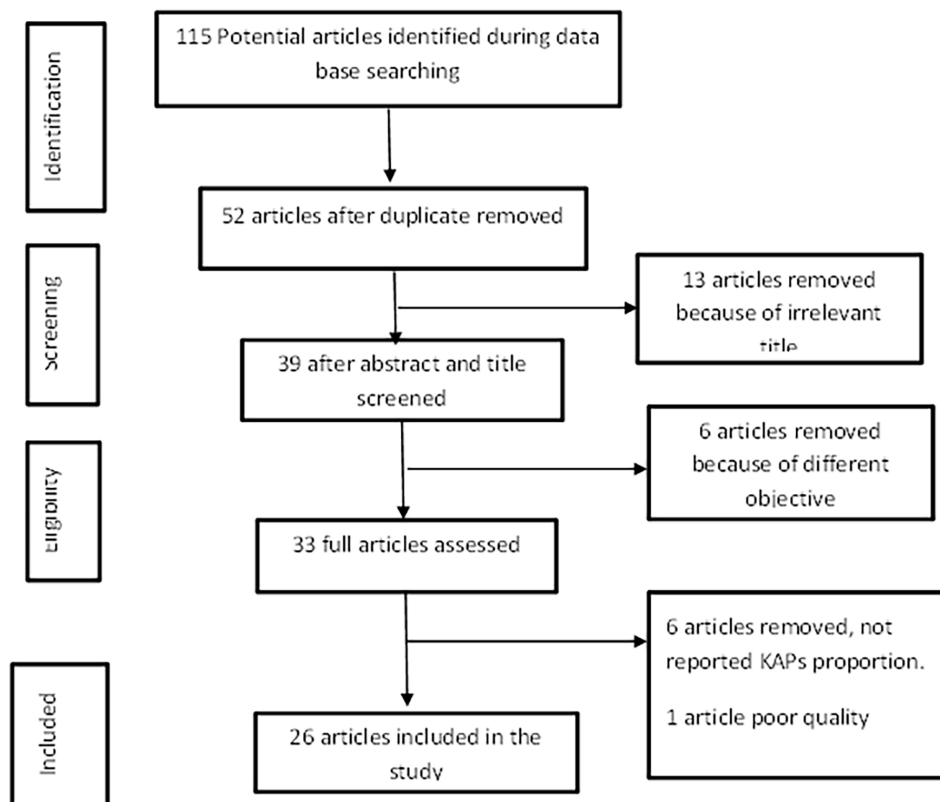 Identification
115 Potential articles identified during data
base searching
52 articles after duplicate removed
Screening
13 articles removed
because of irrelevant
title
39 after abstract and title
screened
Eligibility
6 articles removed
because of different
objective
33 full articles assessed
6 articles removed, not
reported KAPs proportion.
1 article poor quality
Included
26 articles included in the
study